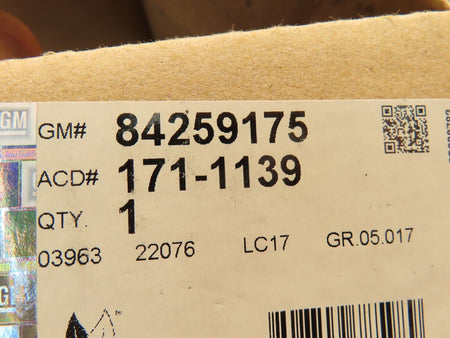 GM
GM# 84259175
ACD# 171-1139
QTY. 1
03963 22076 LC17 GR.05.017